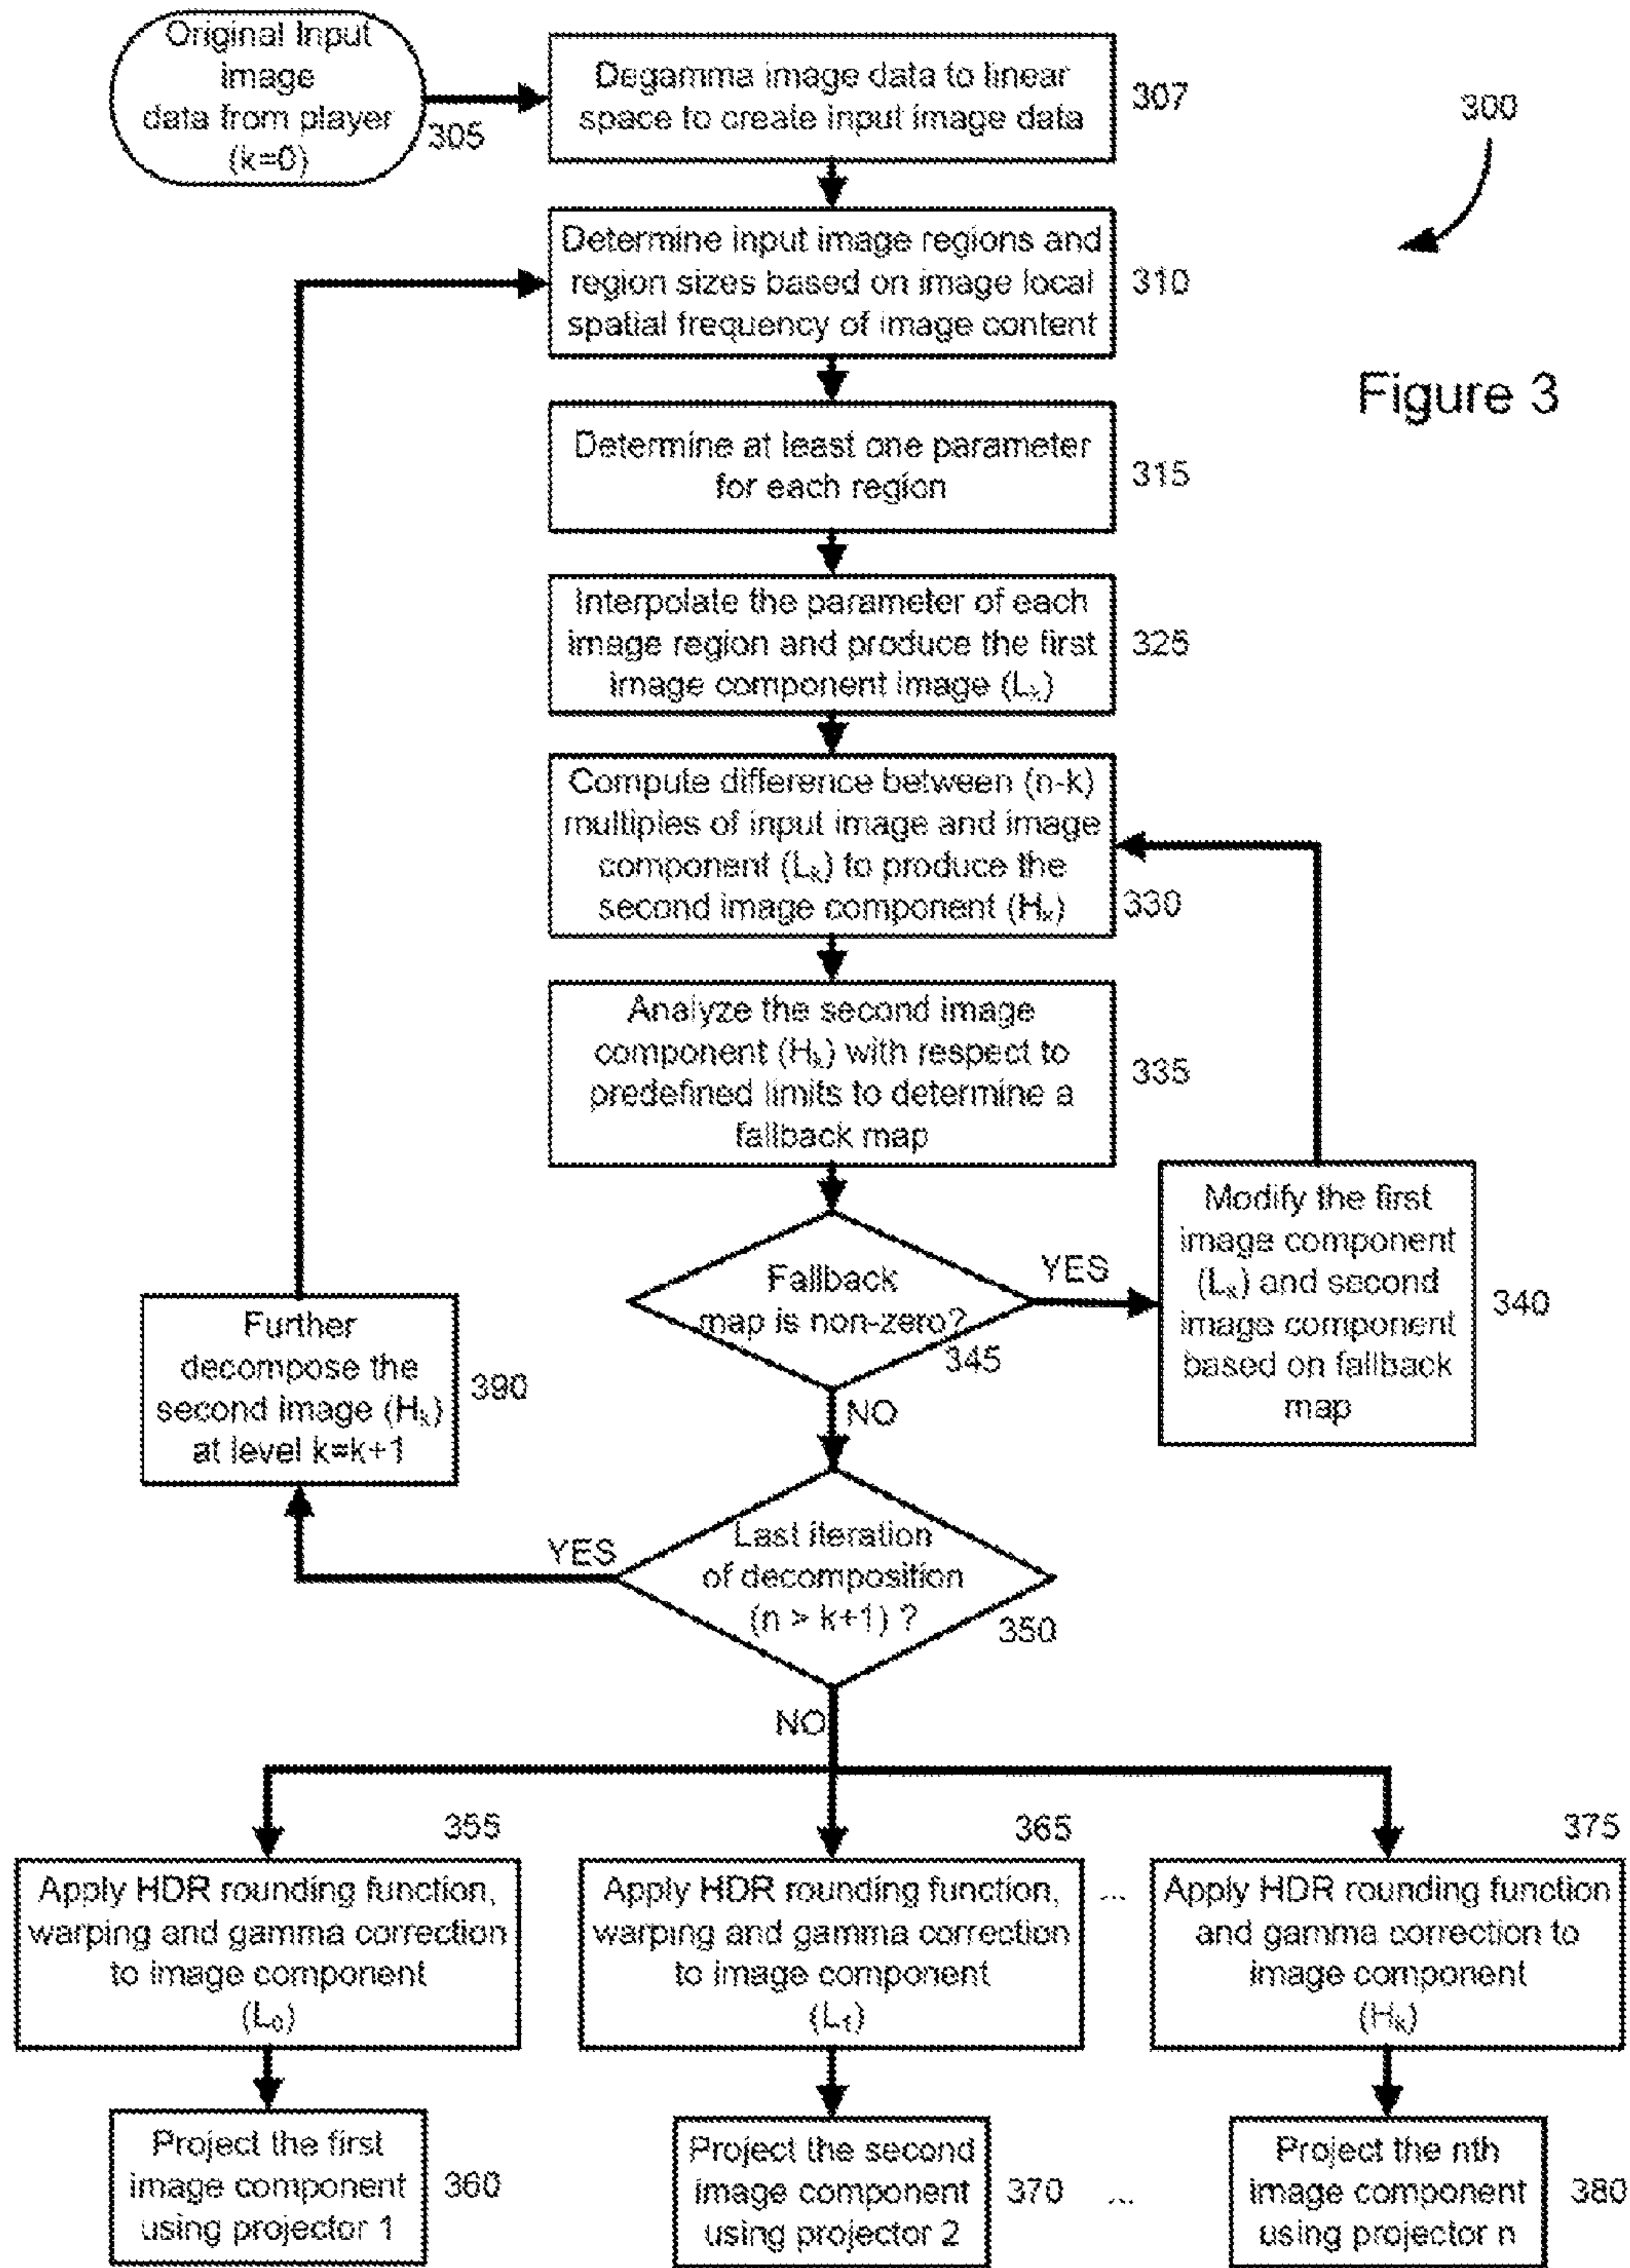 Original Input
image
data from player
(k=0)
305
Degamma image data to linear
space to create input image data
307
300
Determine input image regions and
region sizes based on image local
spatial frequency of image content
310
Figure 3
Determine at least one parameter
for each region
315
Interpolate the parameter of each
image region and produce the first
image component image (Lₖ)
325
Compute difference between (n-k)
multiples of input image and image
component (Lₖ) to produce the
second image component (Hₖ)
330
Analyze the second image
component (Hₖ) with respect to
predefined limits to determine a
fallback map
335
Fallback
map is non-zero?
345
YES
Modify the first
image component
(Lₖ) and second
image component
based on fallback
map
340
NO
Further
decompose the
second image (Hₖ)
at level k=k+1
390
YES
Last iteration
of decomposition
(n > k+1) ?
350
NO
355
Apply HDR rounding function,
warping and gamma correction
to image component
(L₀)
365
Apply HDR rounding function,
warping and gamma correction
to image component
(L₁)
...
375
Apply HDR rounding function
and gamma correction to
image component
(Hₖ)
Project the first
image component
using projector 1
360
Project the second
image component
using projector 2
370
...
Project the nth
image component
using projector n
380